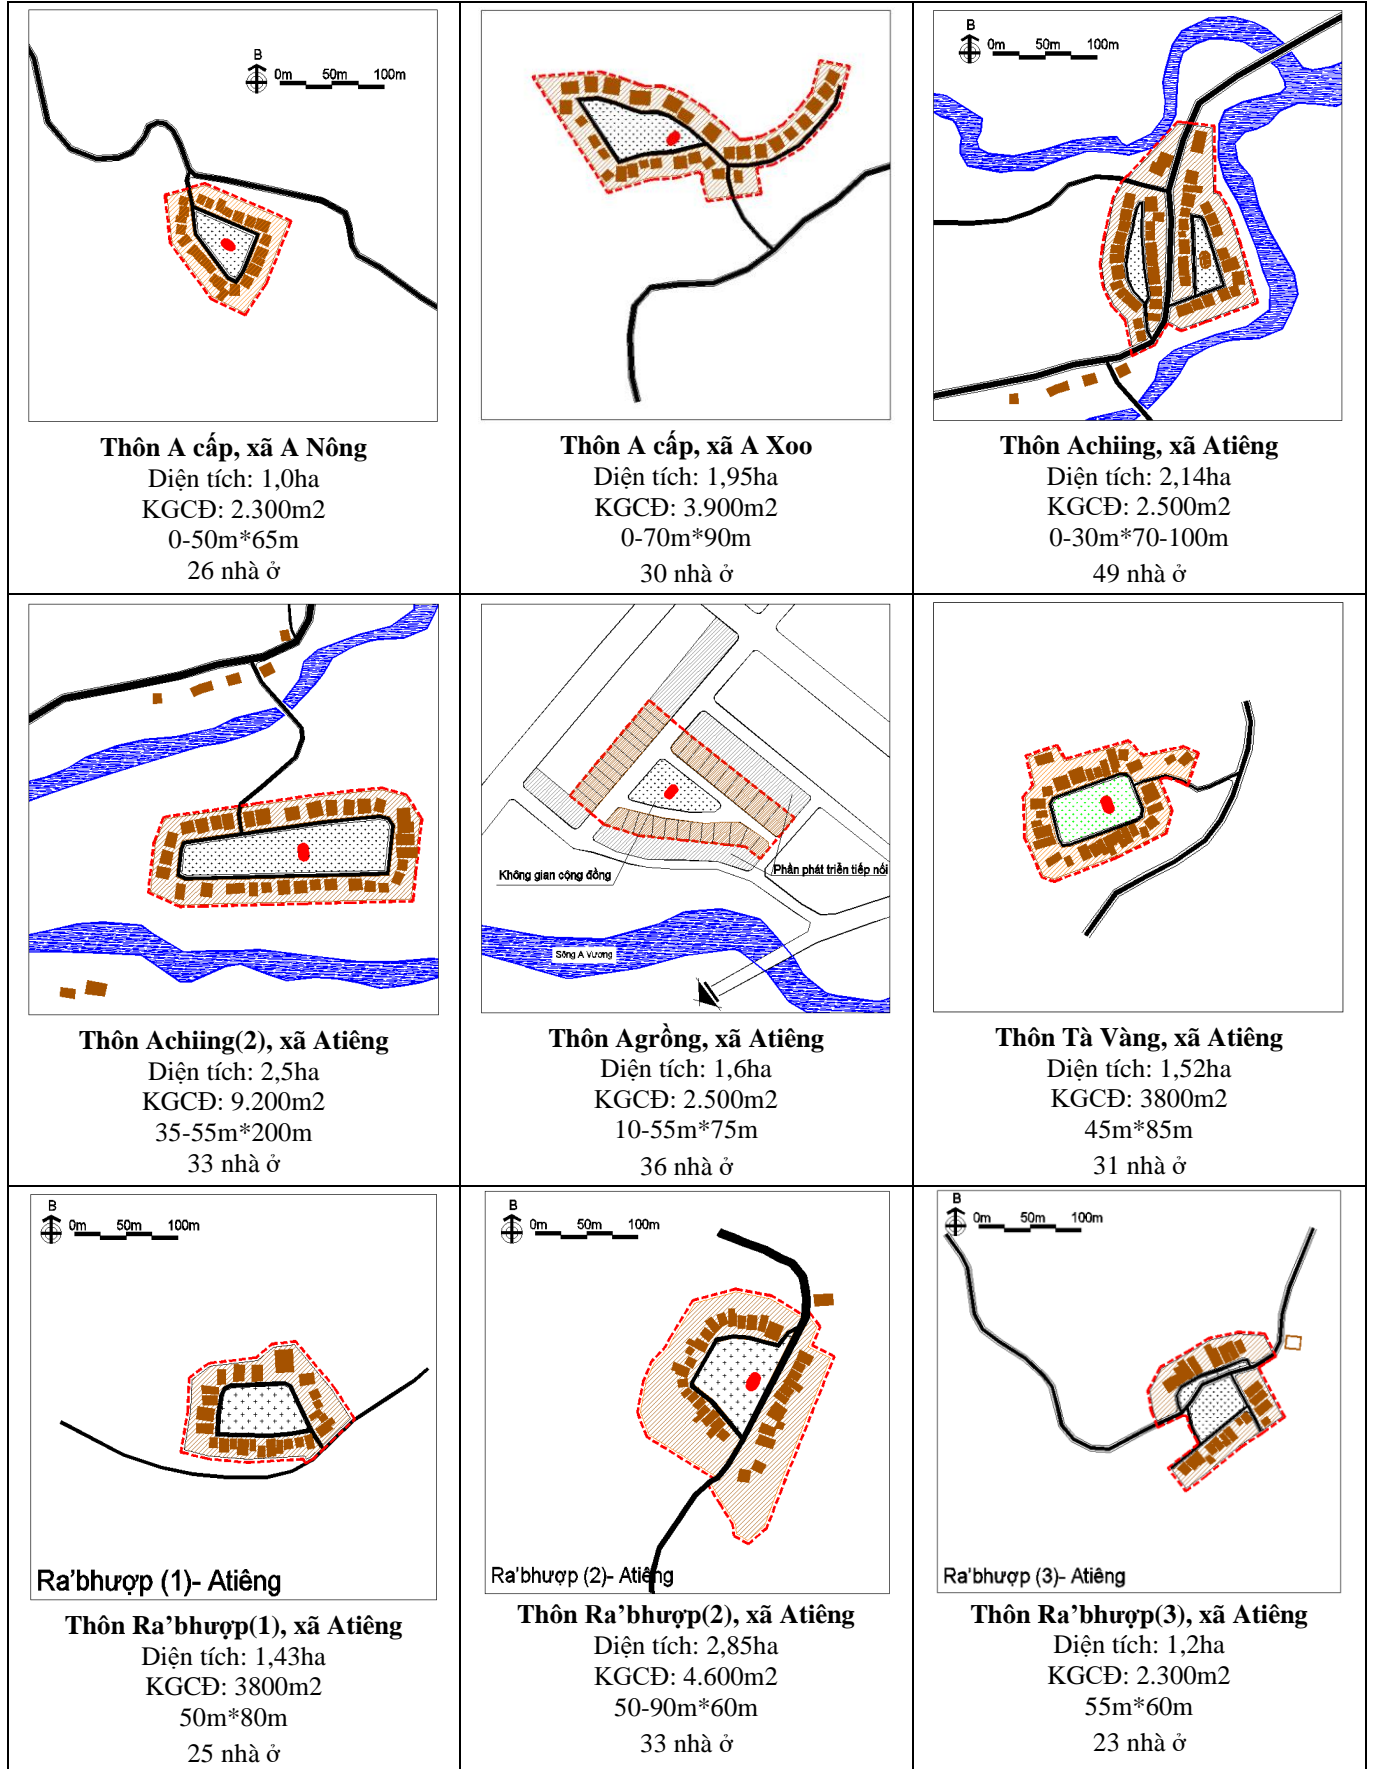 B
0m 50m 100m
Thôn A cấp, xã A Nông
Diện tích: 1,0ha
KGCĐ: 2.300m2
0-50m*65m
26 nhà ở
Thôn A cấp, xã A Xoo
Diện tích: 1,95ha
KGCĐ: 3.900m2
0-70m*90m
30 nhà ở
B
0m 50m 100m
Thôn Achiing, xã Atiêng
Diện tích: 2,14ha
KGCĐ: 2.500m2
0-30m*70-100m
49 nhà ở
Thôn Achiing(2), xã Atiêng
Diện tích: 2,5ha
KGCĐ: 9.200m2
35-55m*200m
33 nhà ở
Không gian cộng đồng
Phần phát triển tiếp nối
Sông A Vương
Thôn Agrồng, xã Atiêng
Diện tích: 1,6ha
KGCĐ: 2.500m2
10-55m*75m
36 nhà ở
Thôn Tà Vàng, xã Atiêng
Diện tích: 1,52ha
KGCĐ: 3800m2
45m*85m
31 nhà ở
B
0m 50m 100m
Ra'bhượp (1)- Atiêng
Thôn Ra’bhượp(1), xã Atiêng
Diện tích: 1,43ha
KGCĐ: 3800m2
50m*80m
25 nhà ở
B
0m 50m 100m
Ra'bhượp (2)- Atiêng
Thôn Ra’bhượp(2), xã Atiêng
Diện tích: 2,85ha
KGCĐ: 4.600m2
50-90m*60m
33 nhà ở
B
0m 50m 100m
Ra'bhượp (3)- Atiêng
Thôn Ra’bhượp(3), xã Atiêng
Diện tích: 1,2ha
KGCĐ: 2.300m2
55m*60m
23 nhà ở